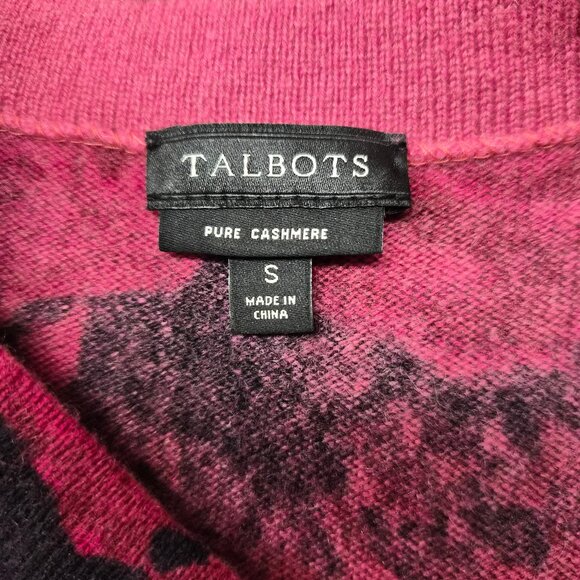 TALBOTS
PURE CASHMERE
S
MADE IN
CHINA